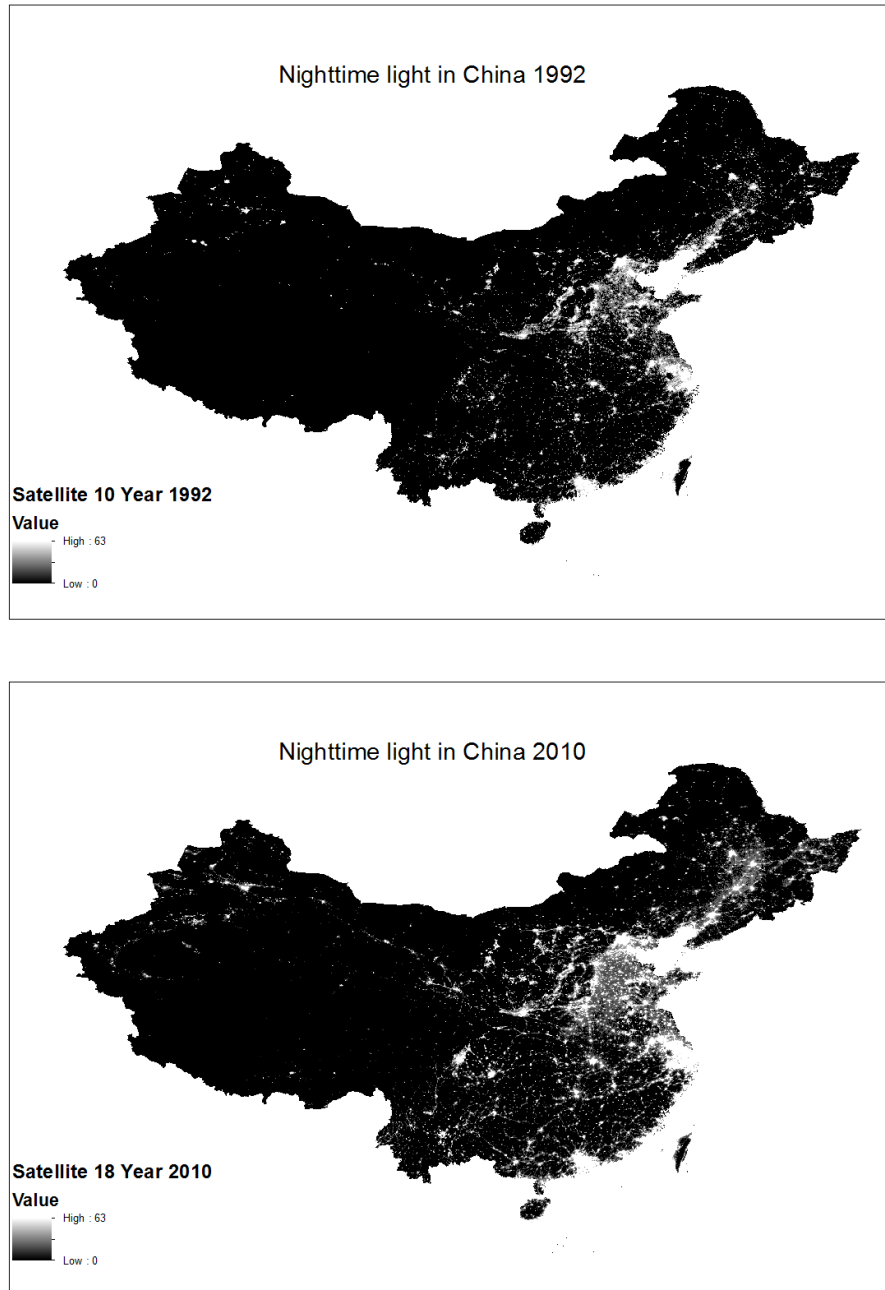 Nighttime light in China 1992
Satellite 10 Year 1992
Value
High : 63
Low : 0
Nighttime light in China 2010
Satellite 18 Year 2010
Value
High : 63
Low : 0